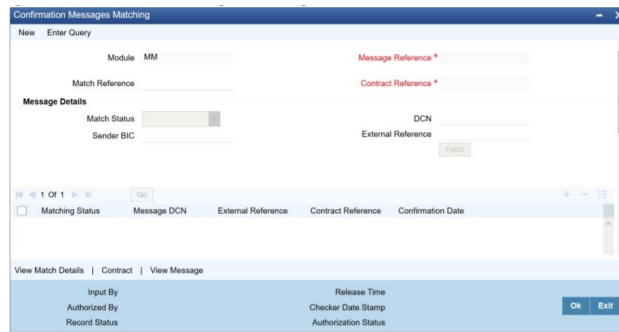 Confirmation Messages Matching
New Enter Query
Module MM Message Reference *
Match Reference Contract Reference *
Message Details
Match Status DCN
Sender BIC External Reference
Fetch
1 Of 1 Go
Matching Status Message DCN External Reference Contract Reference Confirmation Date
View Match Details | Contract | View Message
Input By Release Time
Authorized By Checker Date Stamp
Record Status Authorization Status
Ok Exit